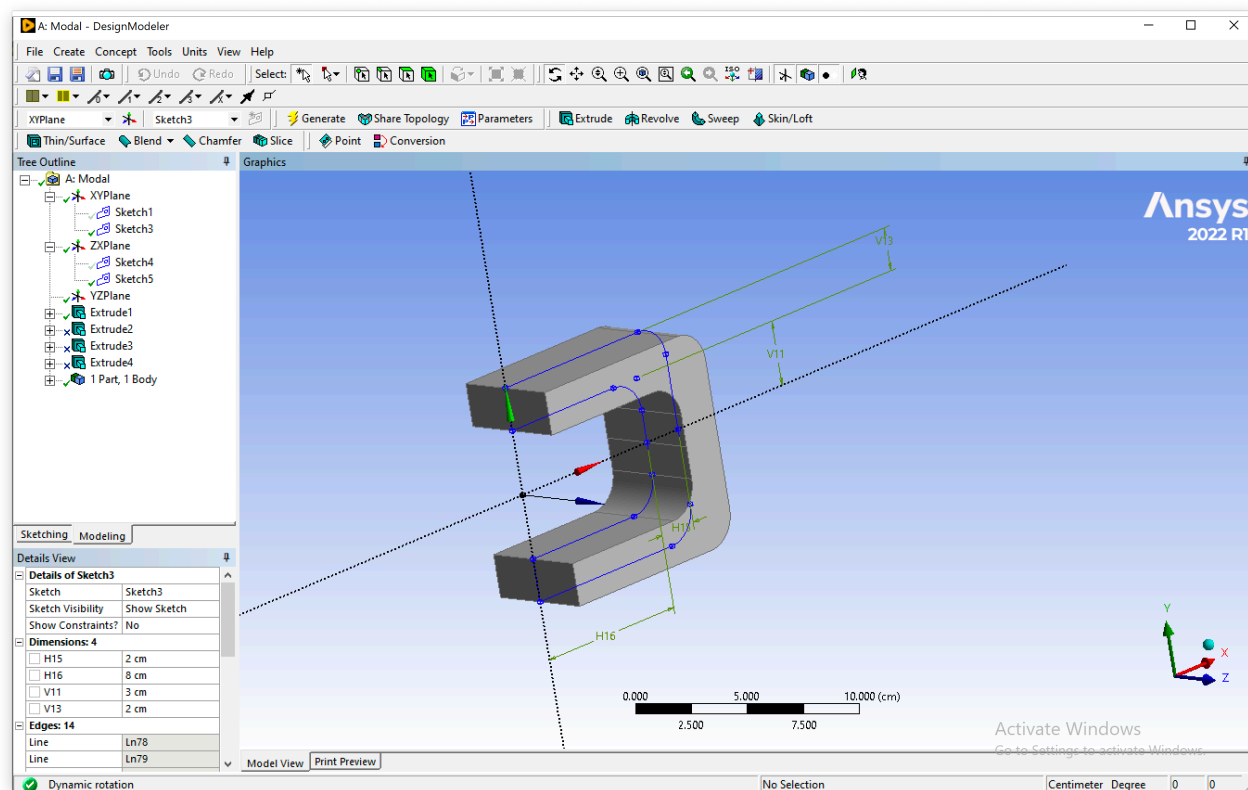 A: Modal - DesignModeler
File Create Concept Tools Units View Help
Undo Redo Select: ISO
XYPlane Sketch3 Generate Share Topology Parameters Extrude Revolve Sweep Skin/Loft
Thin/Surface Blend Chamfer Slice Point Conversion
Tree Outline
A: Modal
XYPlane
Sketch1
Sketch3
ZXPlane
Sketch4
Sketch5
YZPlane
Extrude1
Extrude2
Extrude3
Extrude4
1 Part, 1 Body
Sketching Modeling
Details View
Details of Sketch3
Sketch Sketch3
Sketch Visibility Show Sketch
Show Constraints? No
Dimensions: 4
H15 2 cm
H16 8 cm
V11 3 cm
V13 2 cm
Edges: 14
Line Ln78
Line Ln79
Graphics
Ansys
2022 R1
V13
V11
H15
H16
Y
X
Z
0.000 5.000 10.000 (cm)
2.500 7.500
Activate Windows
Go to Settings to activate Windows.
Model View Print Preview
Dynamic rotation No Selection Centimeter Degree 0 0